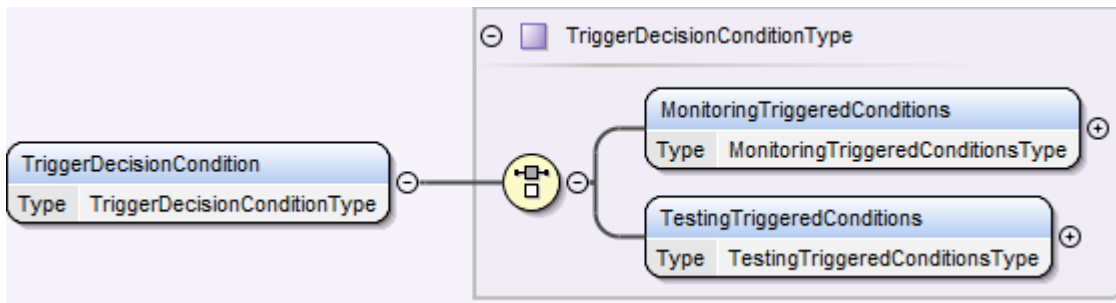 TriggerDecisionConditionType
MonitoringTriggeredConditions
Type MonitoringTriggeredConditionsType
TriggerDecisionCondition
Type TriggerDecisionConditionType
TestingTriggeredConditions
Type TestingTriggeredConditionsType